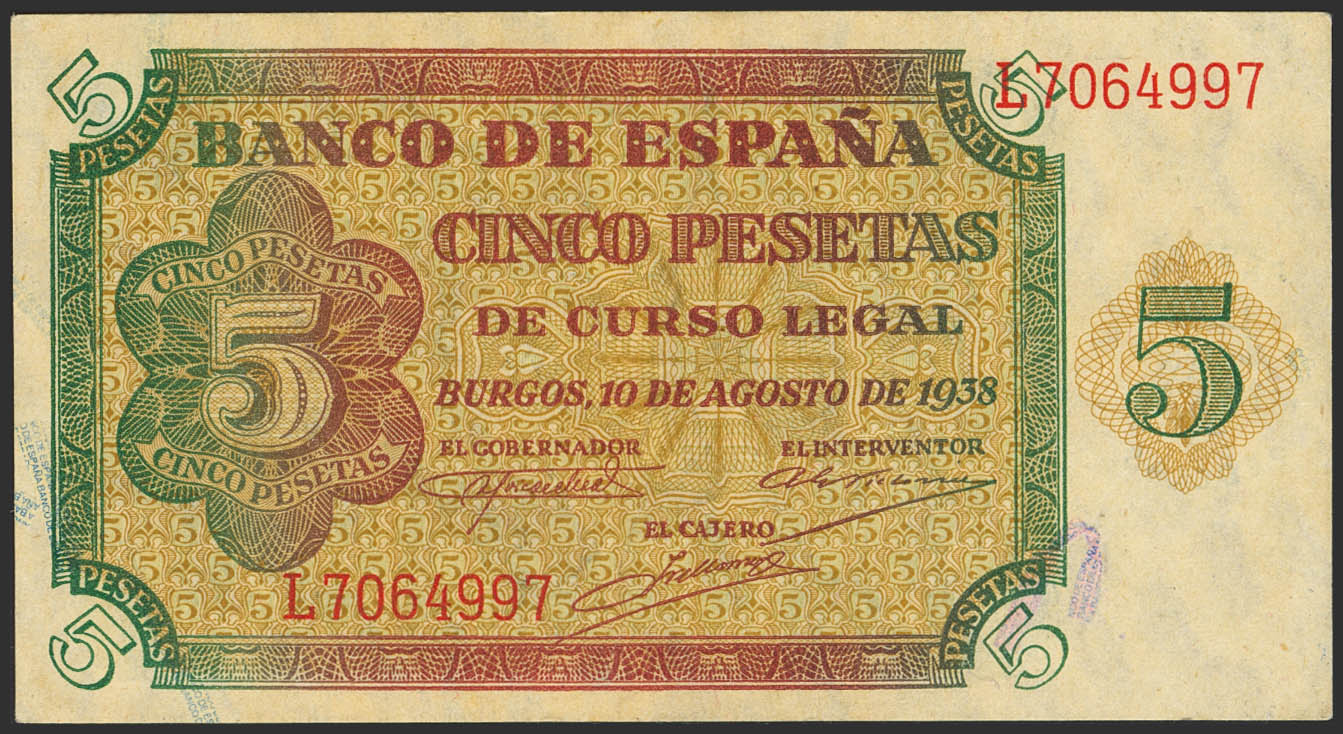 5
PESETAS
5
PESETAS
L7064997
BANCO DE ESPAÑA
CINCO PESETAS
DE CURSO LEGAL
BURGOS, 10 DE AGOSTO DE 1938
CINCO PESETAS
5
CINCO PESETAS
5
EL GOBERNADOR
EL INTERVENTOR
EL CAJERO
L7064997
PESETAS
5
PESETAS
5